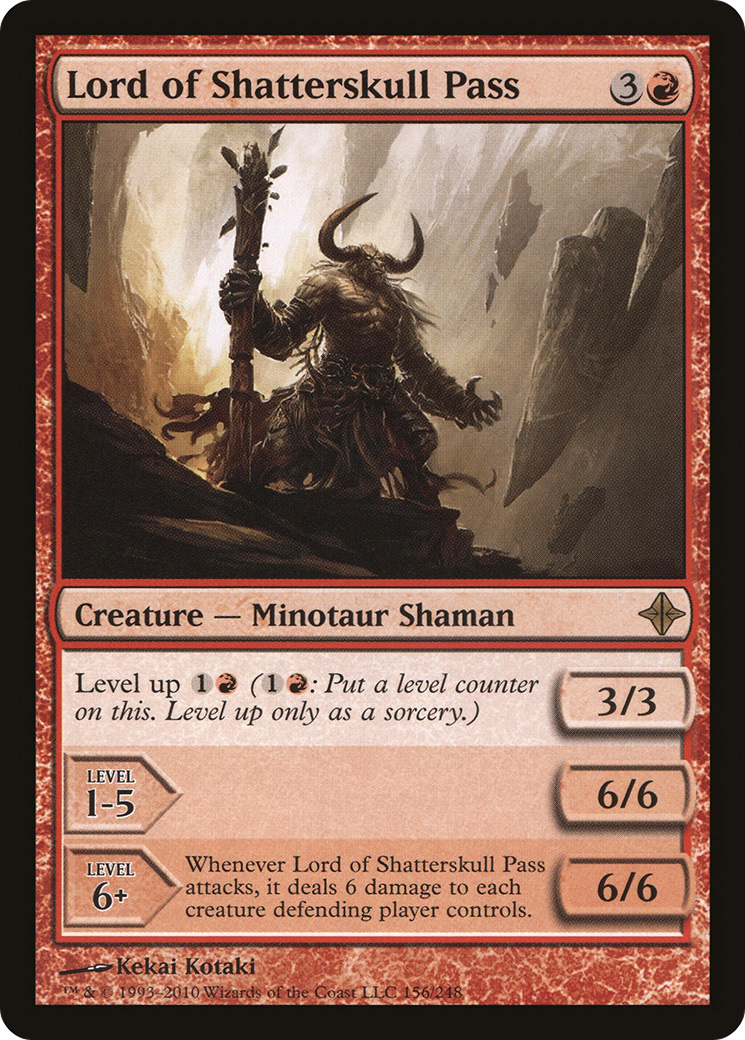 Lord of Shatterskull Pass 3
Creature — Minotaur Shaman
Level up 1 (1: Put a level counter
on this. Level up only as a sorcery.)
3/3
LEVEL
1-5
6/6
LEVEL
6+
Whenever Lord of Shatterskull Pass
attacks, it deals 6 damage to each
creature defending player controls.
6/6
Kekai Kotaki
™ & © 1993–2010 Wizards of the Coast LLC 156/248